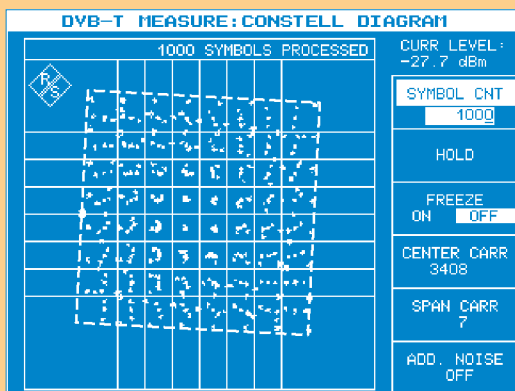 DVB-T MEASURE:CONSTELL DIAGRAM
1000 SYMBOLS PROCESSED
R/S
CURR LEVEL:
-27.7 dBm
SYMBOL CNT
1000
HOLD
FREEZE
ON OFF
CENTER CARR
3408
SPAN CARR
7
ADD. NOISE
OFF